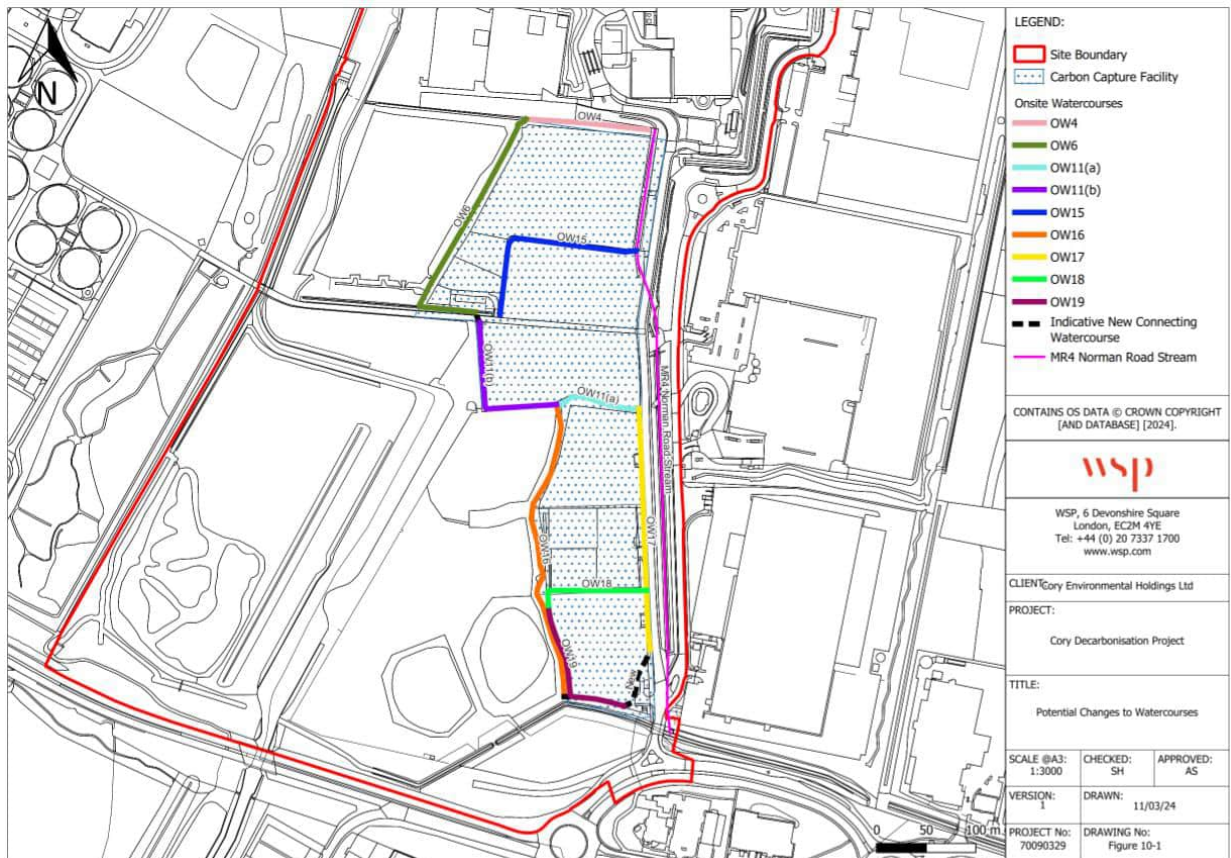 N
OW4
OW6
OW15
OW11(b)
OW11(a)
MR4 Norman Road Stream
OW17
OW16
OW18
OW19
New
0 50 100 m
LEGEND:
Site Boundary
Carbon Capture Facility
Onsite Watercourses
OW4
OW6
OW11(a)
OW11(b)
OW15
OW16
OW17
OW18
OW19
Indicative New Connecting
Watercourse
MR4 Norman Road Stream
CONTAINS OS DATA © CROWN COPYRIGHT
[AND DATABASE] [2024].
wsp
WSP, 6 Devonshire Square
London, EC2M 4YE
Tel: +44 (0) 20 7337 1700
www.wsp.com
CLIENT Cory Environmental Holdings Ltd
PROJECT:
Cory Decarbonisation Project
TITLE:
Potential Changes to Watercourses
SCALE @A3: CHECKED: APPROVED:
1:3000 SH AS
VERSION: DRAWN:
1 11/03/24
PROJECT No: DRAWING No:
70090329 Figure 10-1